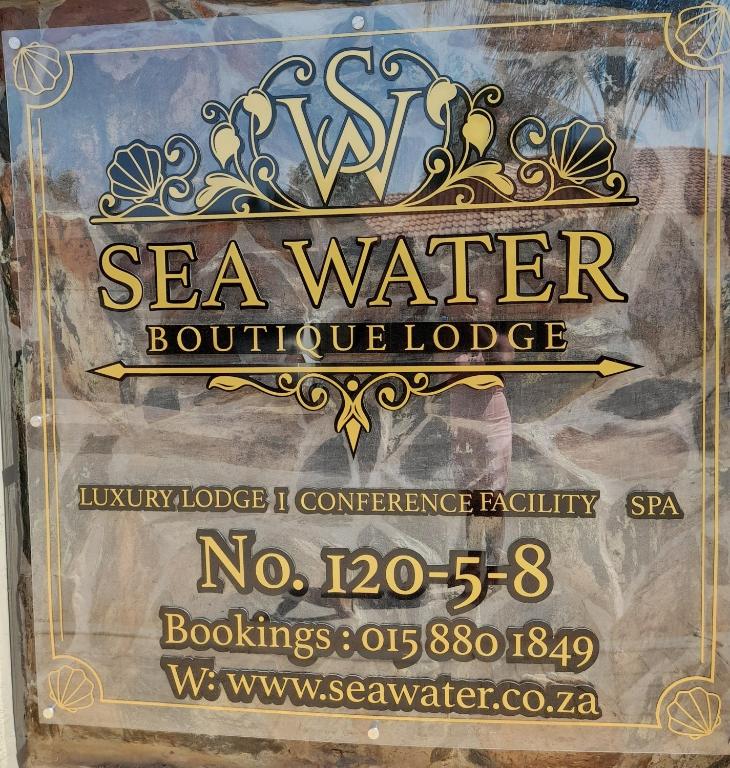 SW
SEA WATER
BOUTIQUE LODGE
LUXURY LODGE I CONFERENCE FACILITY SPA
No. 120-5-8
Bookings : 015 880 1849
W: www.seawater.co.za